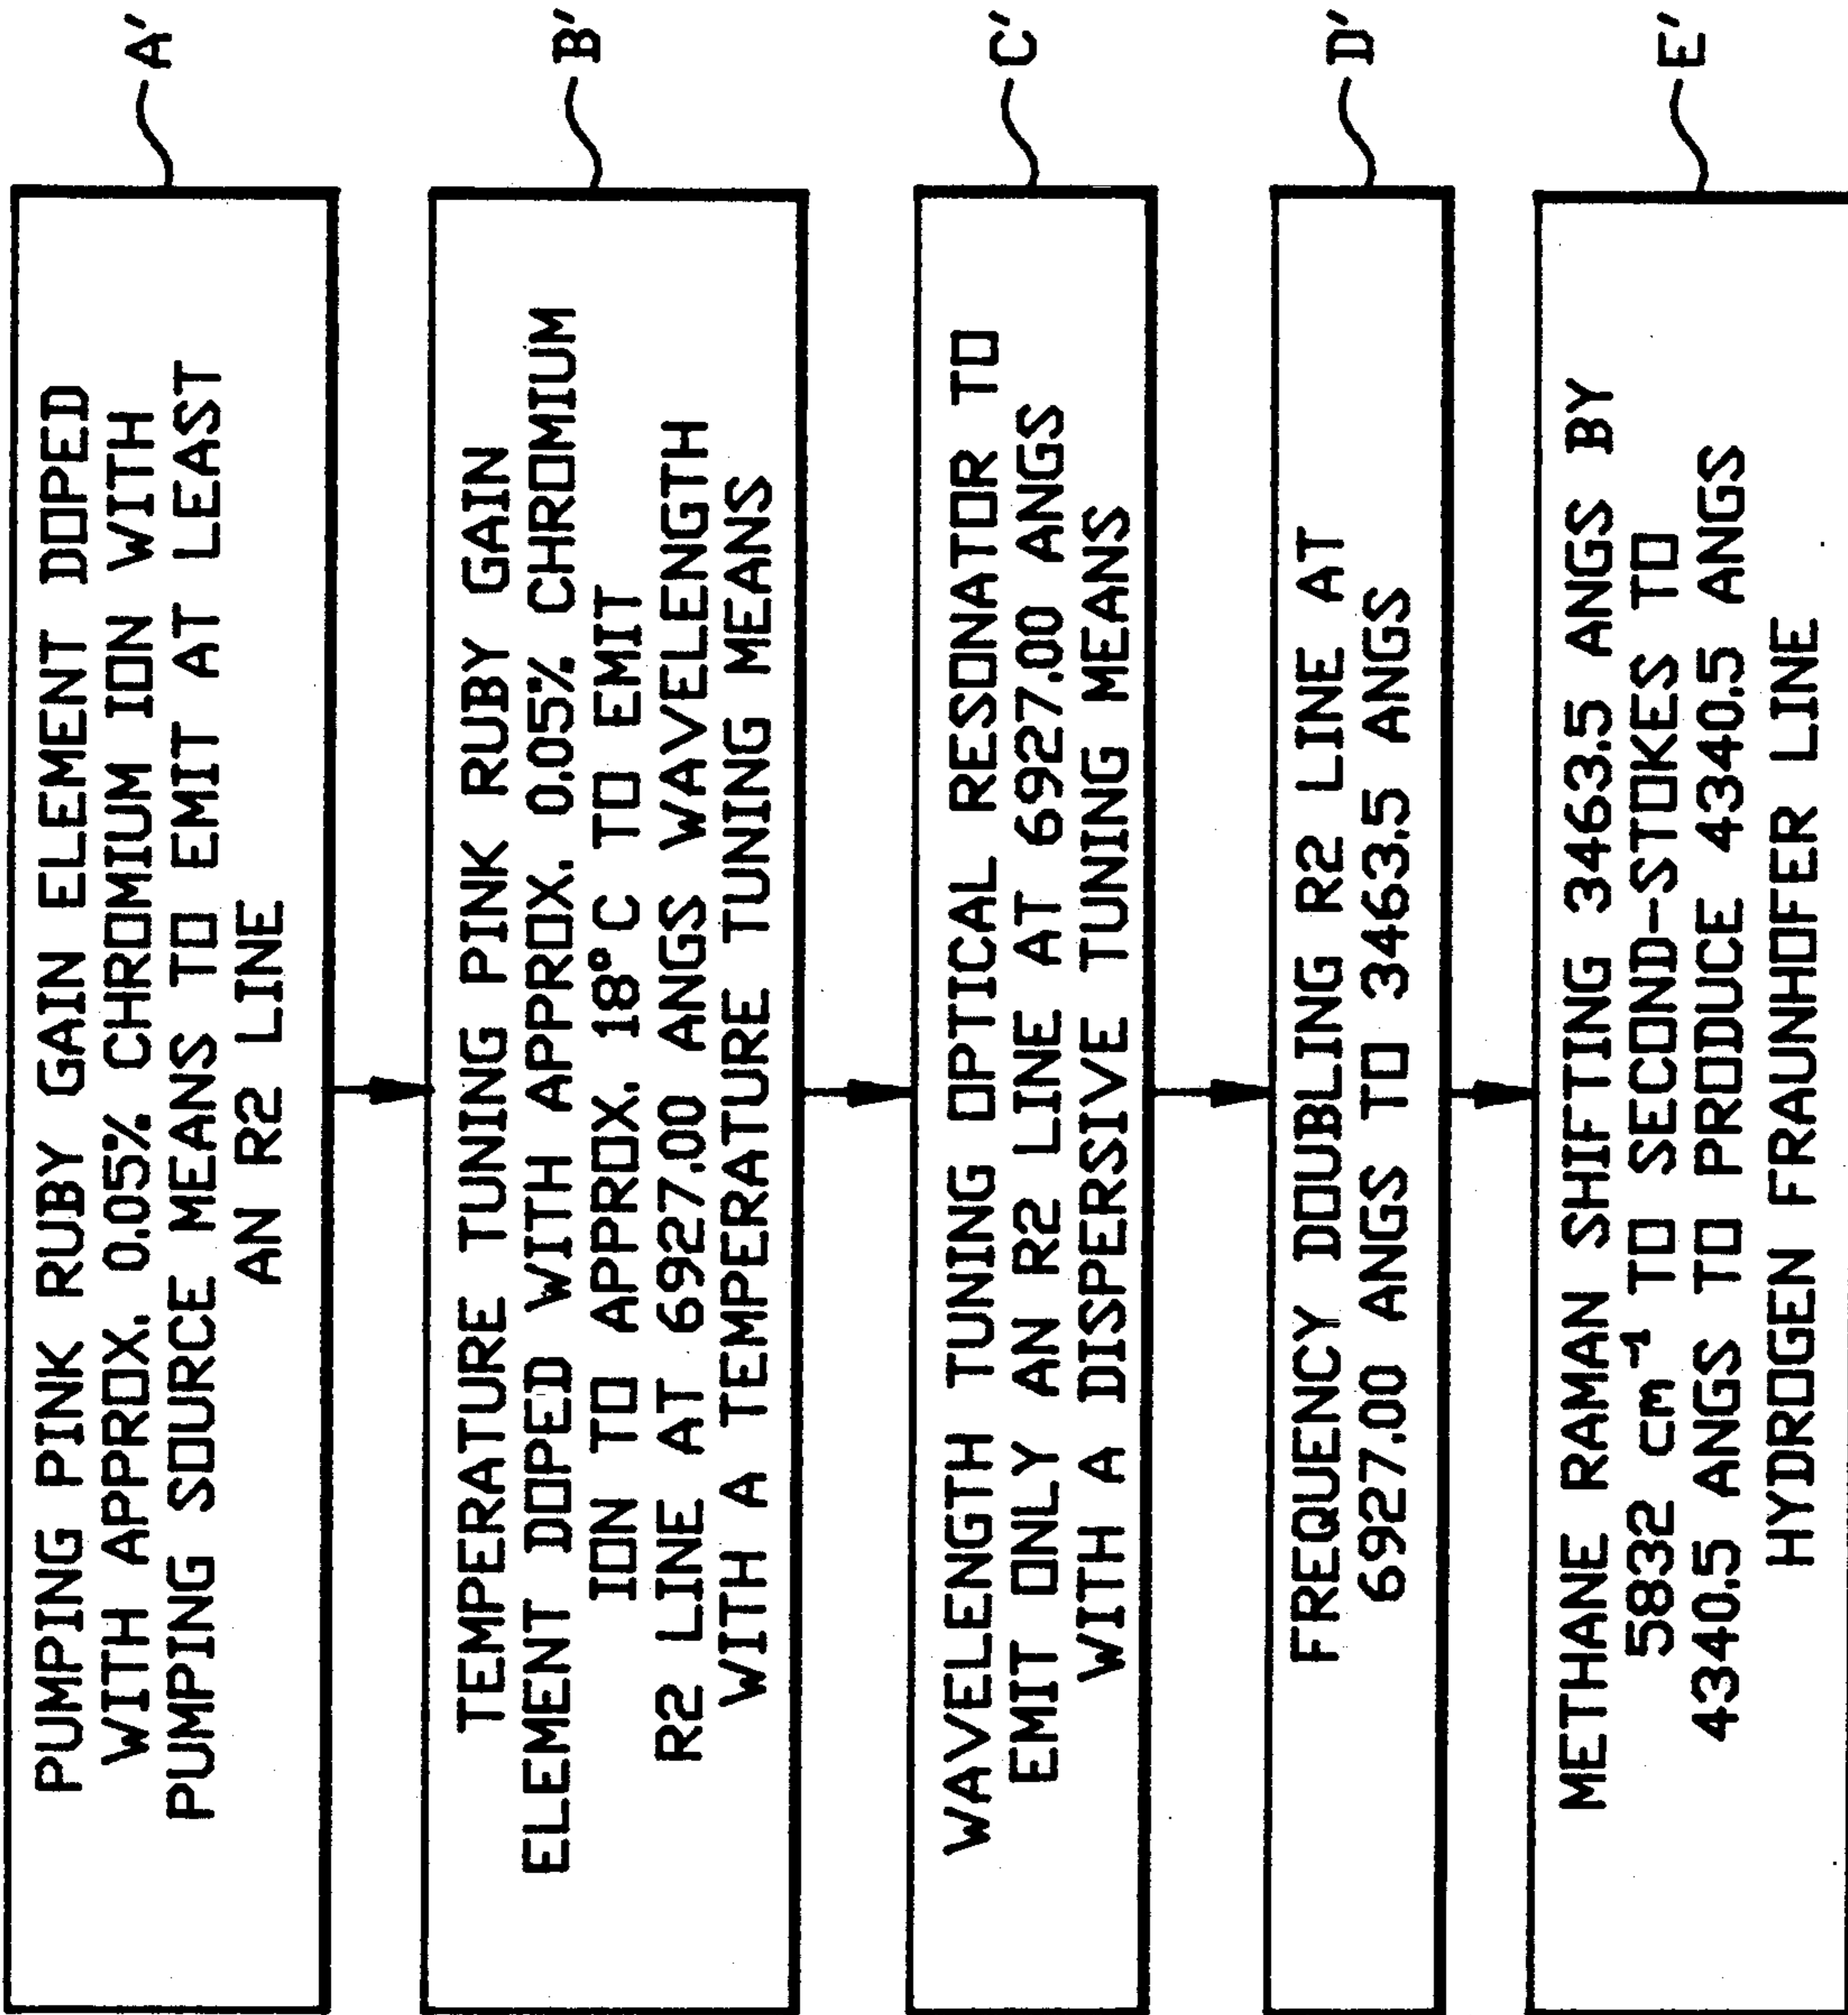 PUMPING PINK RUBY GAIN ELEMENT DOPED
WITH APPROX. 0.05% CHROMIUM ION WITH
PUMPING SOURCE MEANS TO EMIT AT LEAST
AN R2 LINE
A'
TEMPERATURE TUNING PINK RUBY GAIN
ELEMENT DOPED WITH APPROX. 0.05% CHROMIUM
ION TO APPROX. 18° C TO EMIT
R2 LINE AT 6927.00 ANGS WAVELENGTH
WITH A TEMPERATURE TUNING MEANS
B'
WAVELENGTH TUNING OPTICAL RESONATOR TO
EMIT ONLY AN R2 LINE AT 6927.00 ANGS
WITH A DISPERSIVE TUNING MEANS
C'
FREQUENCY DOUBLING R2 LINE AT
6927.00 ANGS TO 3463.5 ANGS
D'
METHANE RAMAN SHIFTING 3463.5 ANGS BY
5832 cm⁻¹ TO SECOND-STOKES TO
4340.5 ANGS TO PRODUCE 4340.5 ANGS
HYDROGEN FRAUNHOFER LINE
E'